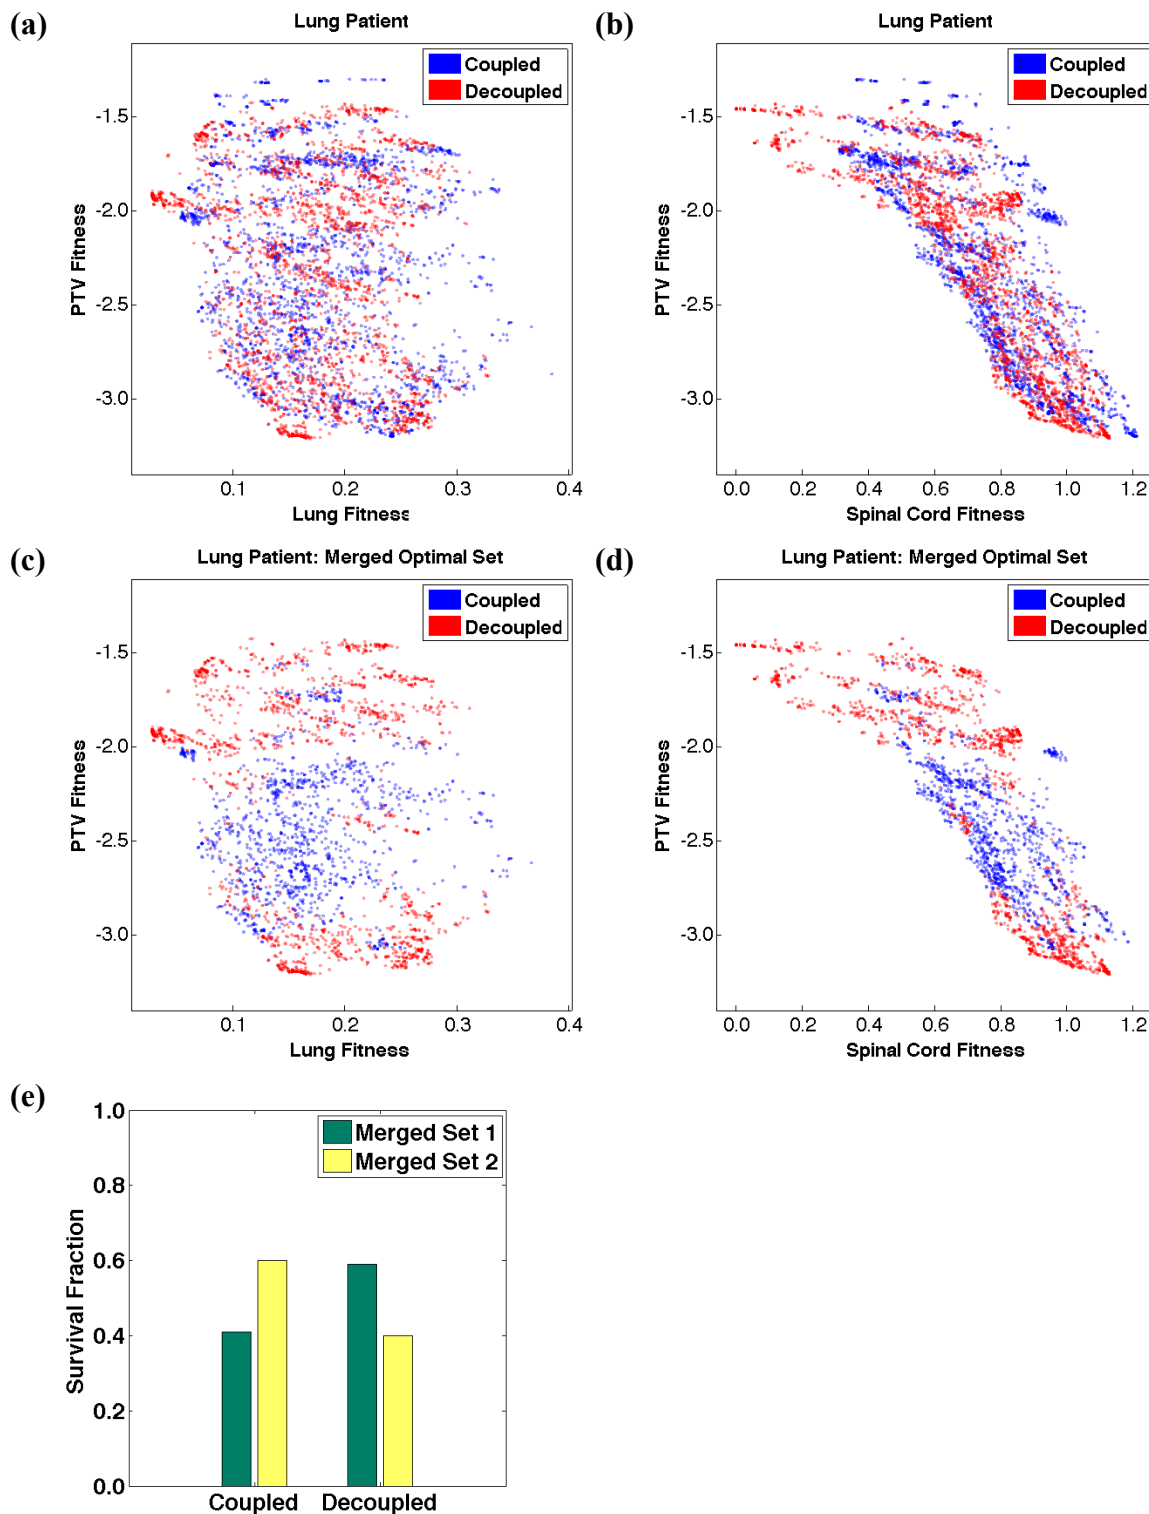 (a)
Lung Patient
Coupled
Decoupled
-1.5
-2.0
-2.5
-3.0
PTV Fitness
0.1 0.2 0.3 0.4
Lung Fitness
(b)
Lung Patient
Coupled
Decoupled
-1.5
-2.0
-2.5
-3.0
PTV Fitness
0.0 0.2 0.4 0.6 0.8 1.0 1.2
Spinal Cord Fitness
(c)
Lung Patient: Merged Optimal Set
Coupled
Decoupled
-1.5
-2.0
-2.5
-3.0
PTV Fitness
0.1 0.2 0.3 0.4
Lung Fitness
(d)
Lung Patient: Merged Optimal Set
Coupled
Decoupled
-1.5
-2.0
-2.5
-3.0
PTV Fitness
0.0 0.2 0.4 0.6 0.8 1.0 1.2
Spinal Cord Fitness
(e)
Merged Set 1
Merged Set 2
1.0
0.8
0.6
0.4
0.2
0.0
Survival Fraction
Coupled Decoupled